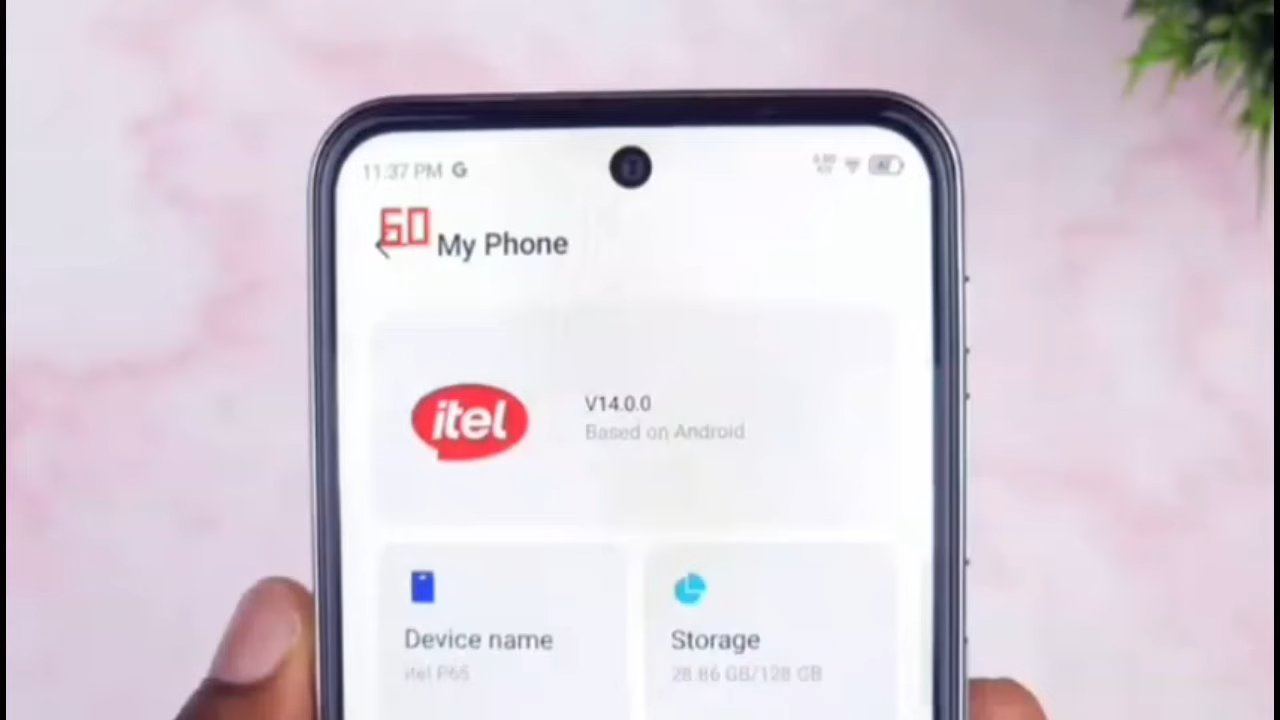 11:37 PM G
60
My Phone
itel
V14.0.0
Based on Android
Device name
Storage
itel P65
28.86 GB/128 GB